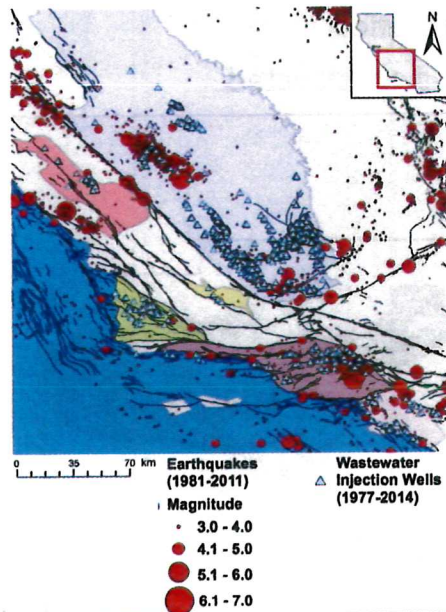 N
0 35 70 km
Earthquakes
(1981-2011)
Magnitude
3.0 - 4.0
4.1 - 5.0
5.1 - 6.0
6.1 - 7.0
Wastewater
Injection Wells
(1977-2014)